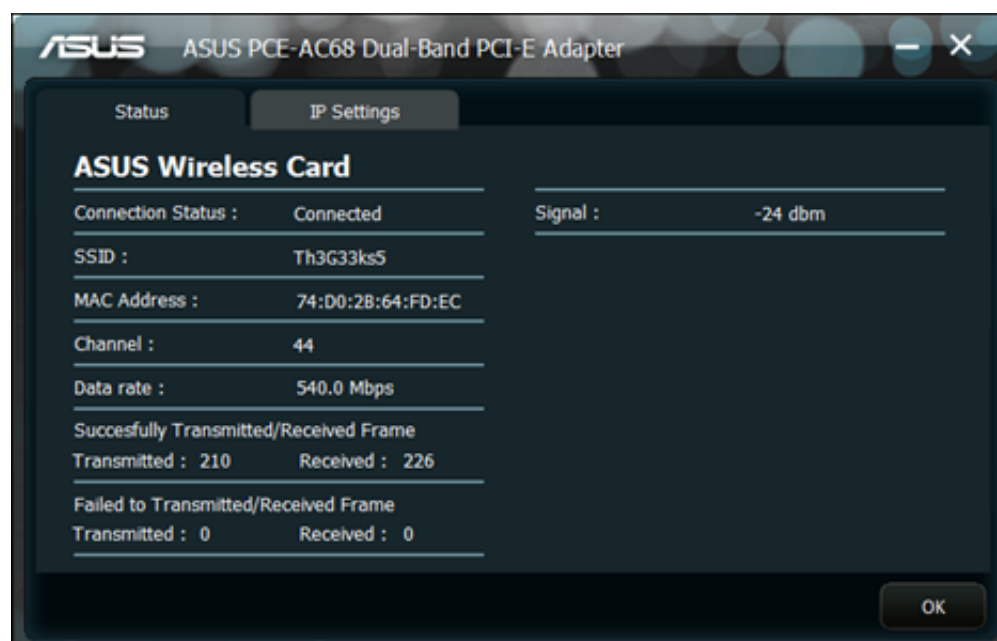 ASUS ASUS PCE-AC68 Dual-Band PCI-E Adapter
Status IP Settings
ASUS Wireless Card
Connection Status : Connected Signal : -24 dbm
SSID : Th3G33ks5
MAC Address : 74:D0:2B:64:FD:EC
Channel : 44
Data rate : 540.0 Mbps
Succesfully Transmitted/Received Frame
Transmitted : 210 Received : 226
Failed to Transmitted/Received Frame
Transmitted : 0 Received : 0
OK